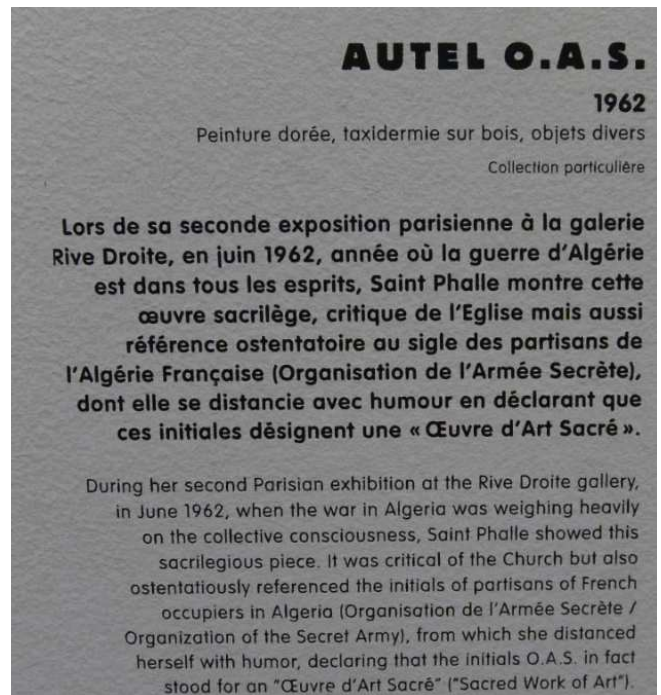 AUTEL O.A.S.
1962
Peinture dorée, taxidermie sur bois, objets divers
Collection particulière
Lors de sa seconde exposition parisienne à la galerie
Rive Droite, en juin 1962, année où la guerre d'Algérie
est dans tous les esprits, Saint Phalle montre cette
œuvre sacrilège, critique de l'Eglise mais aussi
référence ostentatoire au sigle des partisans de
l'Algérie Française (Organisation de l'Armée Secrète),
dont elle se distancie avec humour en déclarant que
ces initiales désignent une « Œuvre d'Art Sacré ».
During her second Parisian exhibition at the Rive Droite gallery,
in June 1962, when the war in Algeria was weighing heavily
on the collective consciousness, Saint Phalle showed this
sacrilegious piece. It was critical of the Church but also
ostentatiously referenced the initials of partisans of French
occupiers in Algeria (Organisation de l'Armée Secrète /
Organization of the Secret Army), from which she distanced
herself with humor, declaring that the initials O.A.S. in fact
stood for an "Œuvre d'Art Sacré" ("Sacred Work of Art").